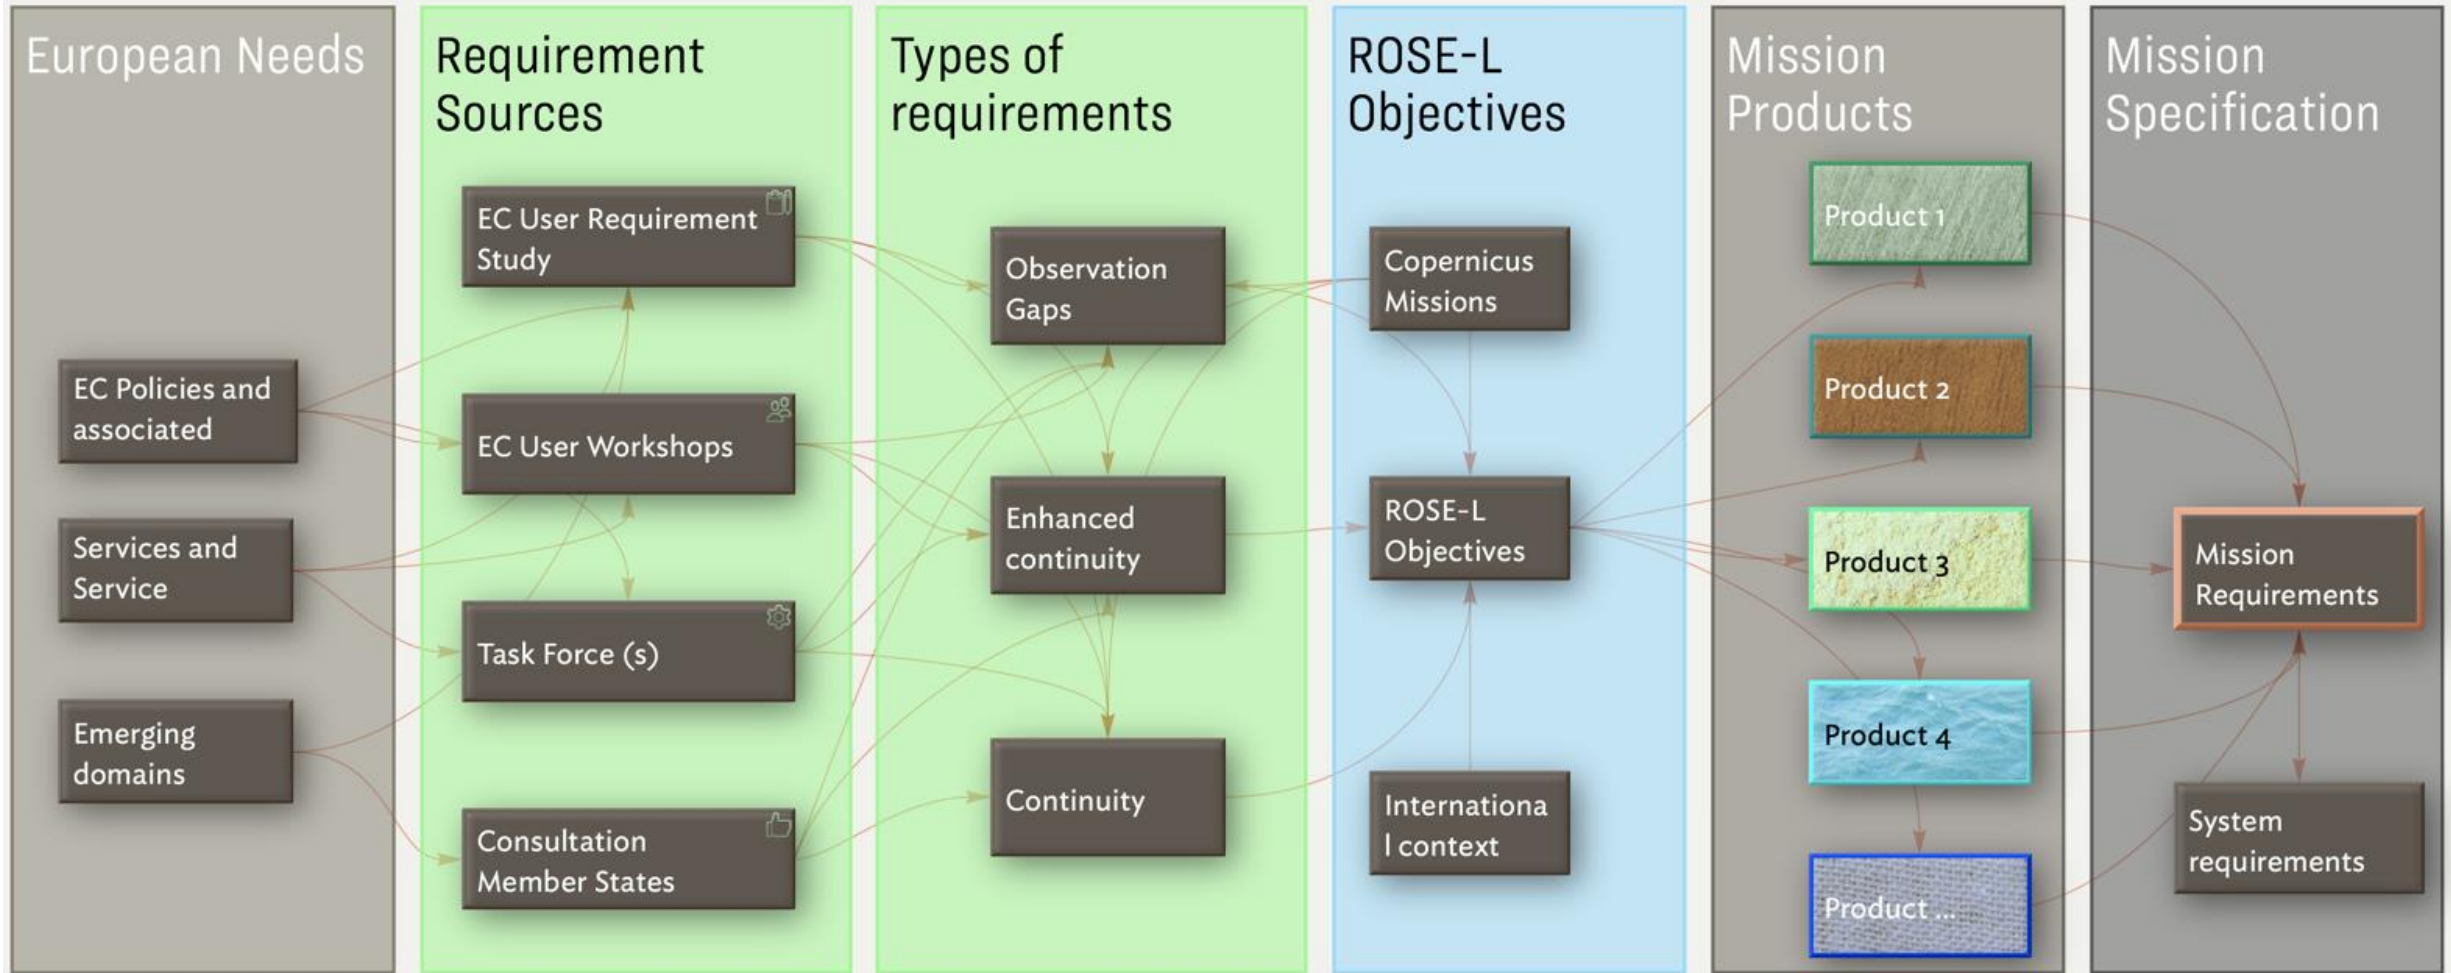 European Needs
EC Policies and
associated
Services and
Service
Emerging
domains
Requirement
Sources
EC User Requirement
Study
EC User Workshops
Task Force (s)
Consultation
Member States
Types of
requirements
Observation
Gaps
Enhanced
continuity
Continuity
ROSE-L
Objectives
Copernicus
Missions
ROSE-L
Objectives
Internationa
l context
Mission
Products
Product 1
Product 2
Product 3
Product 4
Product ...
Mission
Specification
Mission
Requirements
System
requirements